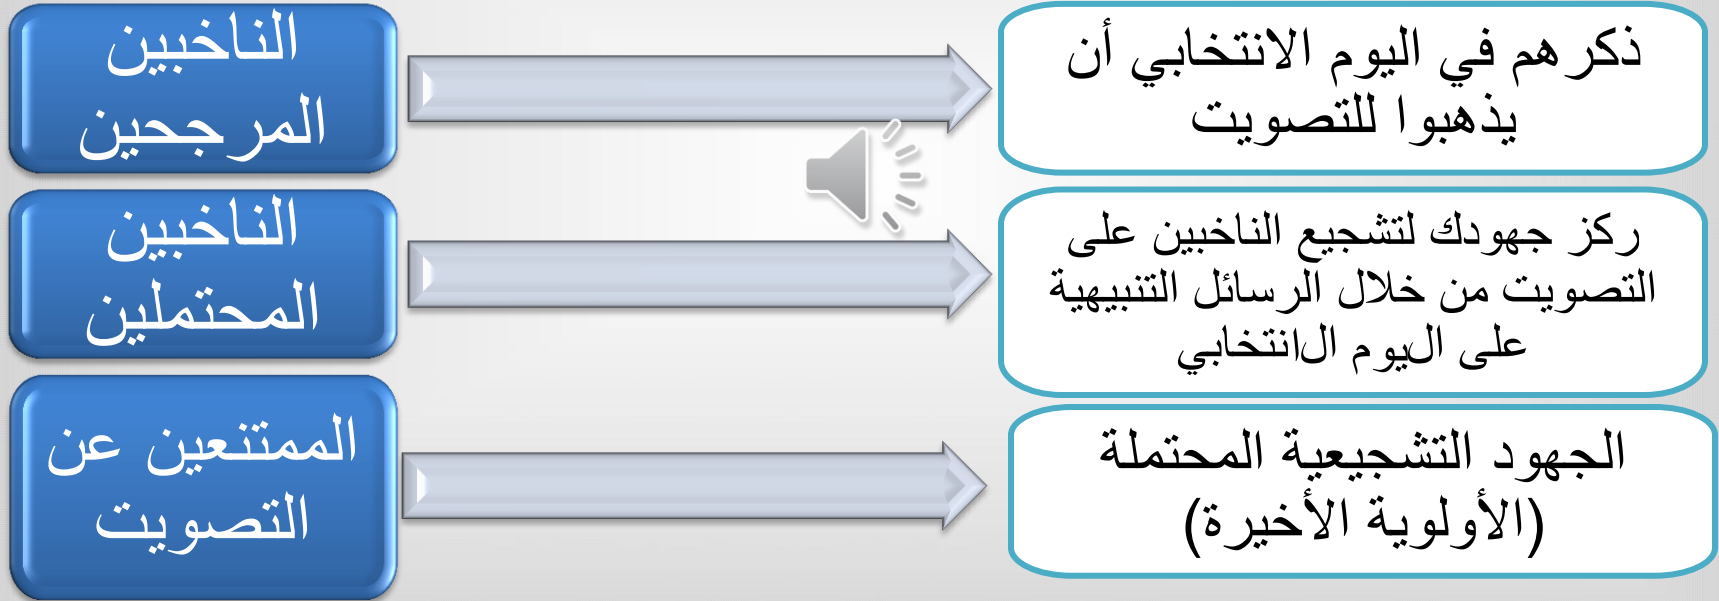 الناخبين
المرجحين
ذكرهم في اليوم الانتخابي أن
يذهبوا للتصويت
الناخبين
المحتملين
ركز جهودك لتشجيع الناخبين على
التصويت من خلال الرسائل التنبيهية
على اليوم الانتخابي
الممتنعين عن
التصويت
الجهود التشجيعية المحتملة
(الأولوية الأخيرة)